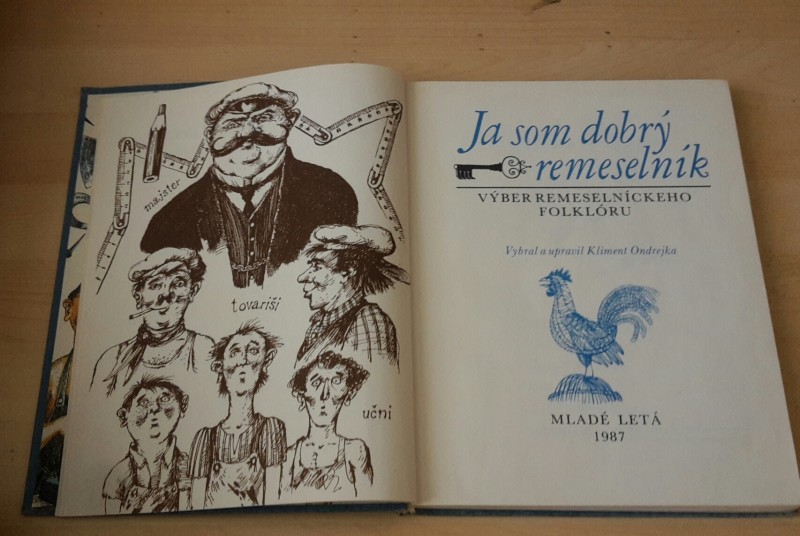 majster
tovariši
učni
Ja som dobrý
remeselník
VÝBER REMESELNÍCKEHO
FOLKLÓRU
Vybral a upravil Kliment Ondrejka
MLADÉ LETÁ
1987